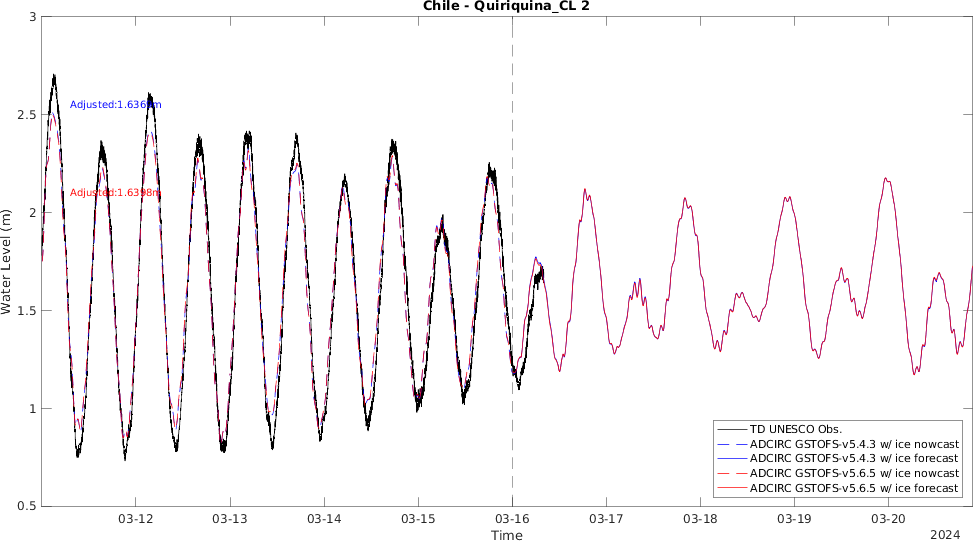 Chile - Quiriquina_CL 2
Water Level (m)
3
2.5
2
1.5
1
0.5
Adjusted:1.6398m
03-12
03-13
03-14
03-15
03-16
03-17
03-18
03-19
03-20
Time
2024
TD UNESCO Obs.
ADCIRC GSTOFS-v5.4.3 w/ ice nowcast
ADCIRC GSTOFS-v5.4.3 w/ ice forecast
ADCIRC GSTOFS-v5.6.5 w/ ice nowcast
ADCIRC GSTOFS-v5.6.5 w/ ice forecast